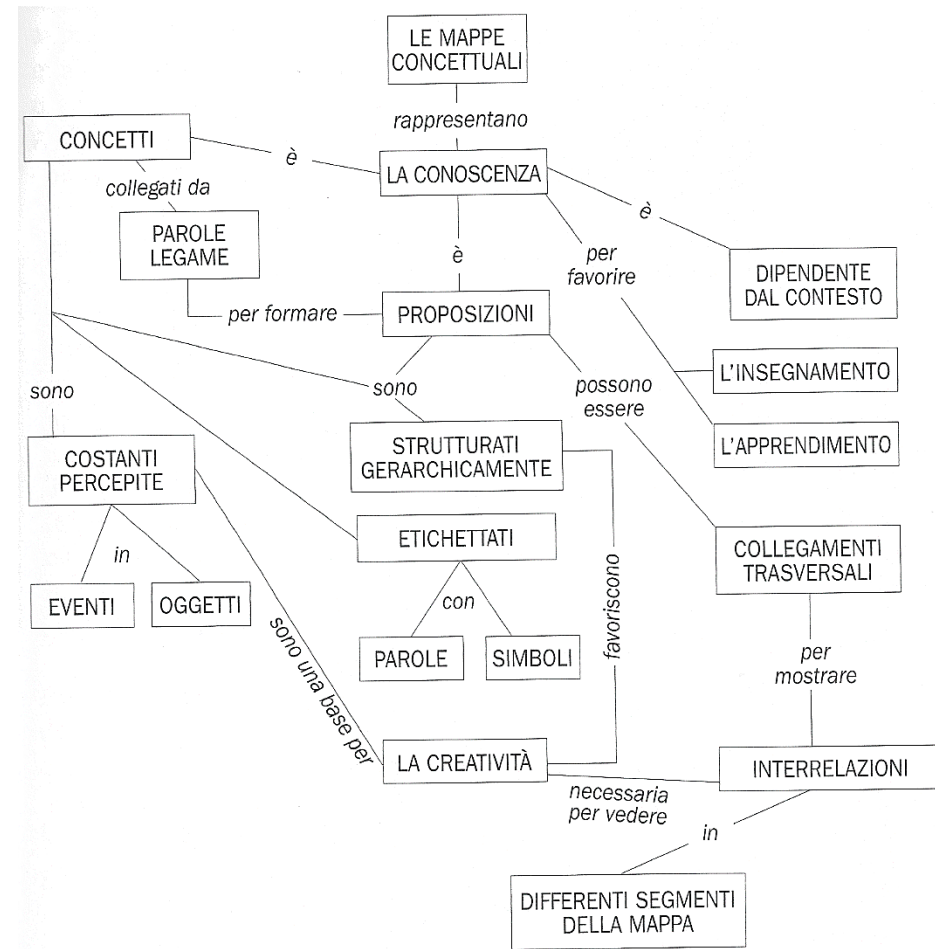 LE MAPPE
CONCETTUALI
rappresentano
CONCETTI
è
LA CONOSCENZA
collegati da
è
PAROLE
LEGAME
è
per
favorire
DIPENDENTE
DAL CONTESTO
per formare
PROPOSIZIONI
L'INSEGNAMENTO
sono
sono
possono
essere
STRUTTURATI
GERARCHICAMENTE
L'APPRENDIMENTO
COSTANTI
PERCEPITE
ETICHETTATI
COLLEGAMENTI
TRASVERSALI
in
EVENTI
OGGETTI
con
favoriscono
PAROLE
SIMBOLI
sono una base per
per
mostrare
LA CREATIVITÀ
INTERRELAZIONI
necessaria
per vedere
in
DIFFERENTI SEGMENTI
DELLA MAPPA